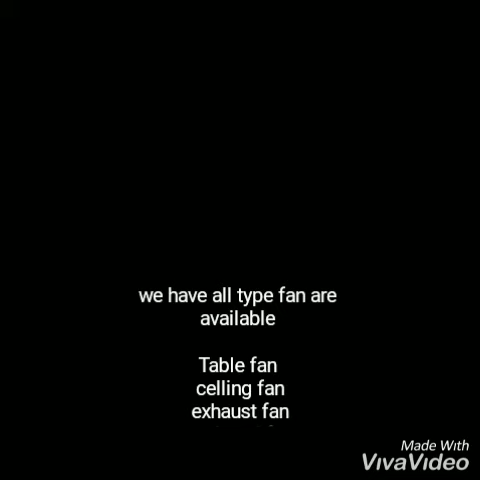 we have all type fan are
available
Table fan
celling fan
exhaust fan
Made With
VivaVideo